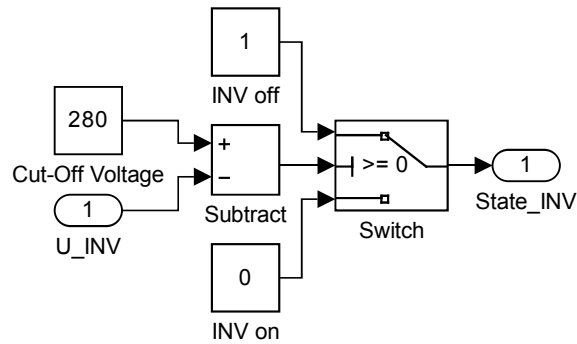 1
INV off
280
Cut-Off Voltage
+
−
Subtract
1
U_INV
>= 0
Switch
1
State_INV
0
INV on